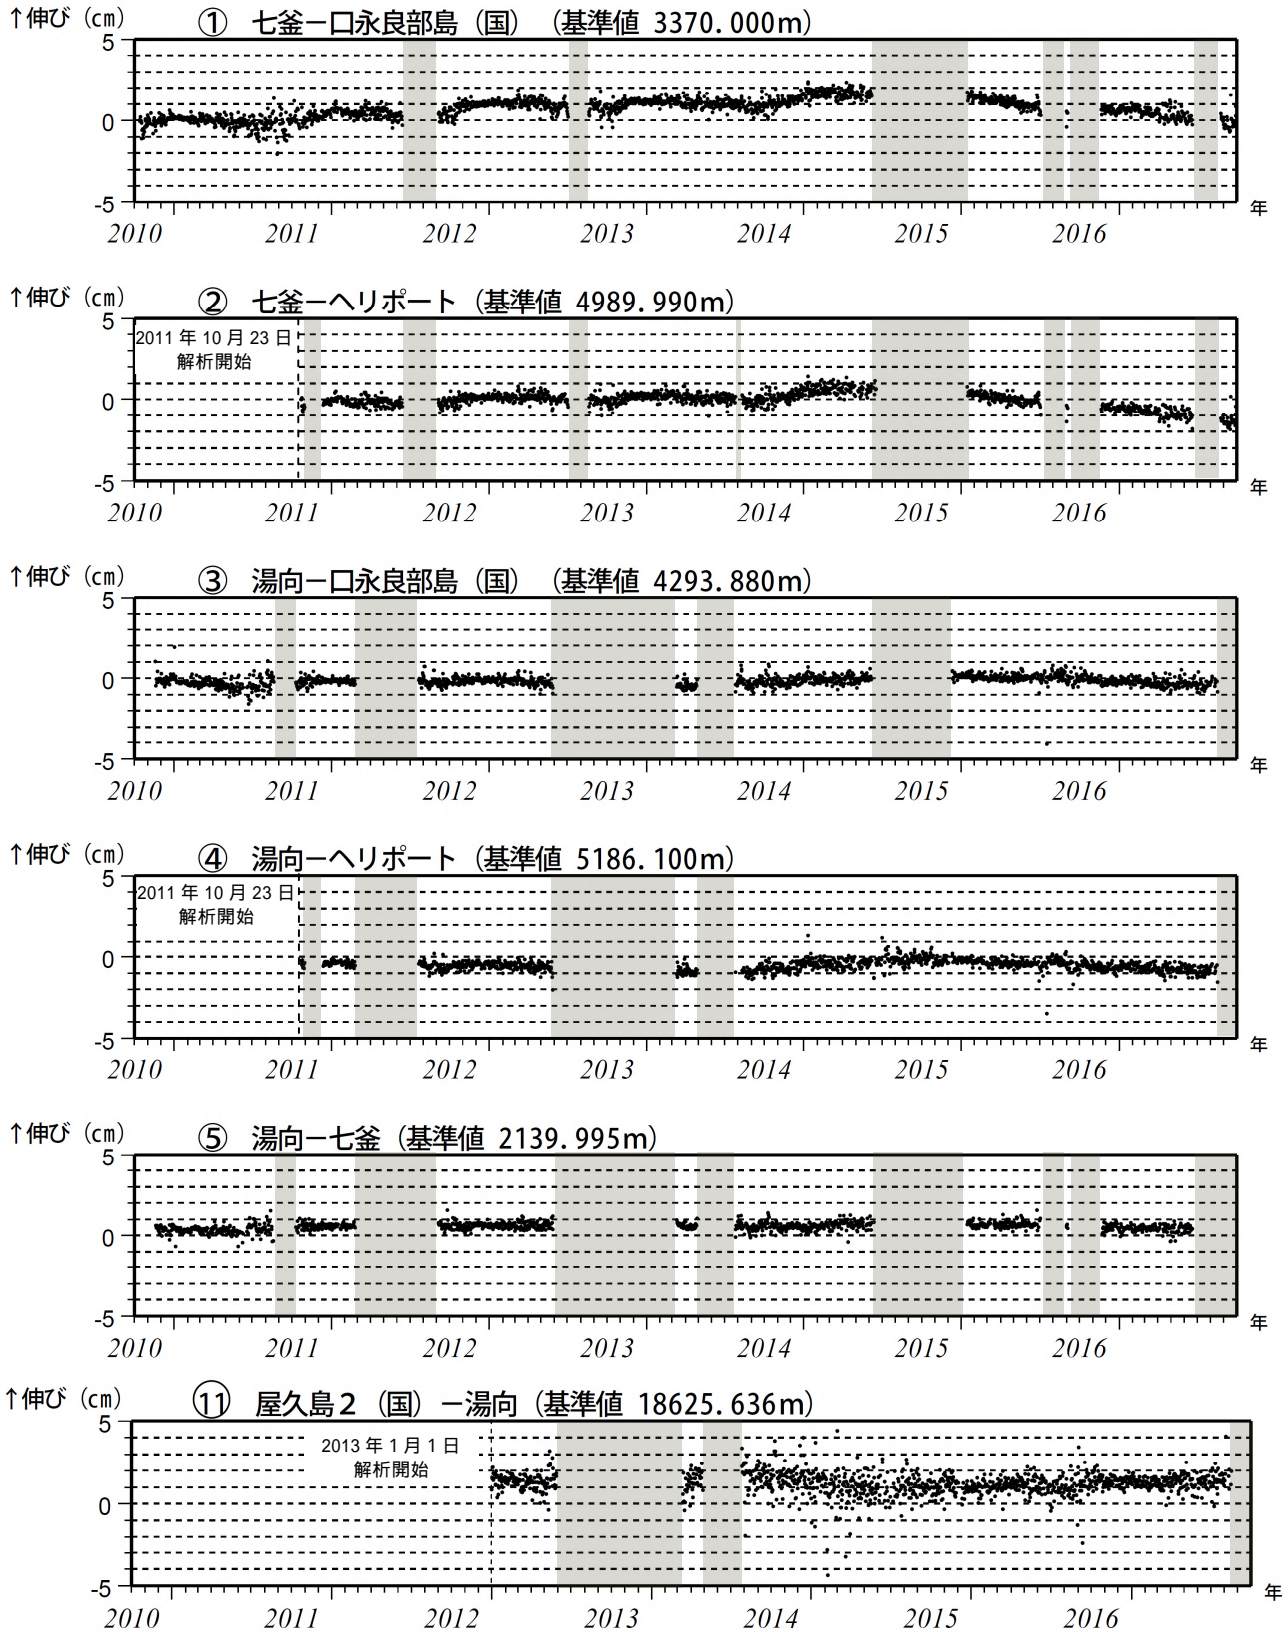 ↑伸び（cm） ① 七釜－口永良部島（国）（基準値 3370.000m）
5
0
-5
年
2010 2011 2012 2013 2014 2015 2016
↑伸び（cm） ② 七釜－ヘリポート（基準値 4989.990m）
5
2011 年 10 月 23 日
解析開始
0
-5
年
2010 2011 2012 2013 2014 2015 2016
↑伸び（cm） ③ 湯向－口永良部島（国）（基準値 4293.880m）
5
0
-5
年
2010 2011 2012 2013 2014 2015 2016
↑伸び（cm） ④ 湯向－ヘリポート（基準値 5186.100m）
5
2011 年 10 月 23 日
解析開始
0
-5
年
2010 2011 2012 2013 2014 2015 2016
↑伸び（cm） ⑤ 湯向－七釜（基準値 2139.995m）
5
0
-5
年
2010 2011 2012 2013 2014 2015 2016
↑伸び（cm） ⑪ 屋久島２（国）－湯向（基準値 18625.636m）
5
2013 年 1 月 1 日
解析開始
0
-5
年
2010 2011 2012 2013 2014 2015 2016